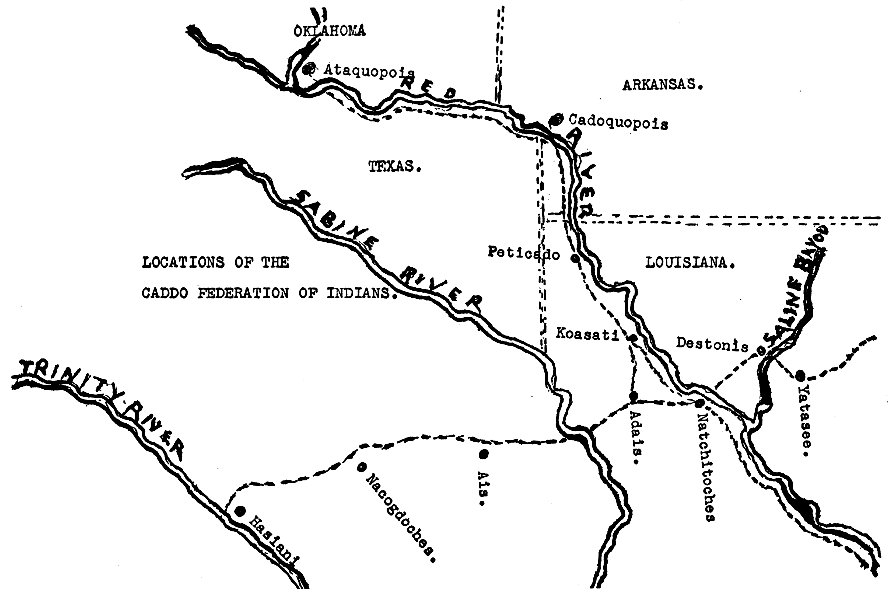 OKLAHOMA
Ataquopois
RED
RIVER
ARKANSAS.
Cadoquopois
TEXAS.
SABINE RIVER
Peticado
LOUISIANA.
SALINE BAYOU
LOCATIONS OF THE
CADDO FEDERATION OF INDIANS.
Koasati
Destonis
TRINITY RIVER
Yatasee.
Adais.
Natchitoches
Ais.
Nacogdoches.
Hasiani